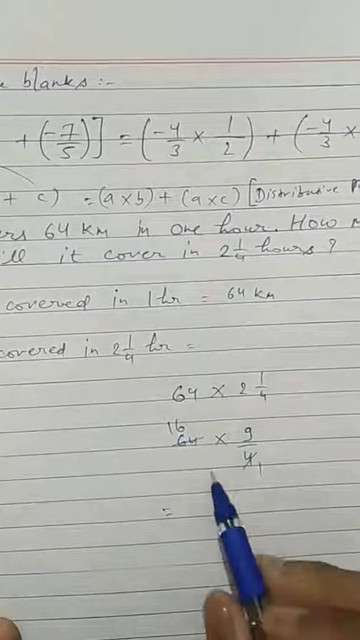 blanks :-
+ (-7/5)] = (-4/3 × 1/2) + (-4/3 ×
+ c) = (a × b) + (a × c) [Distributive
64 KM in one hour. How
it cover in 2 1/4 hours?
covered in 1 hr = 64 km
covered in 2 1/4 hr =
64 × 2 1/4
16
64 × 9/4
1
=